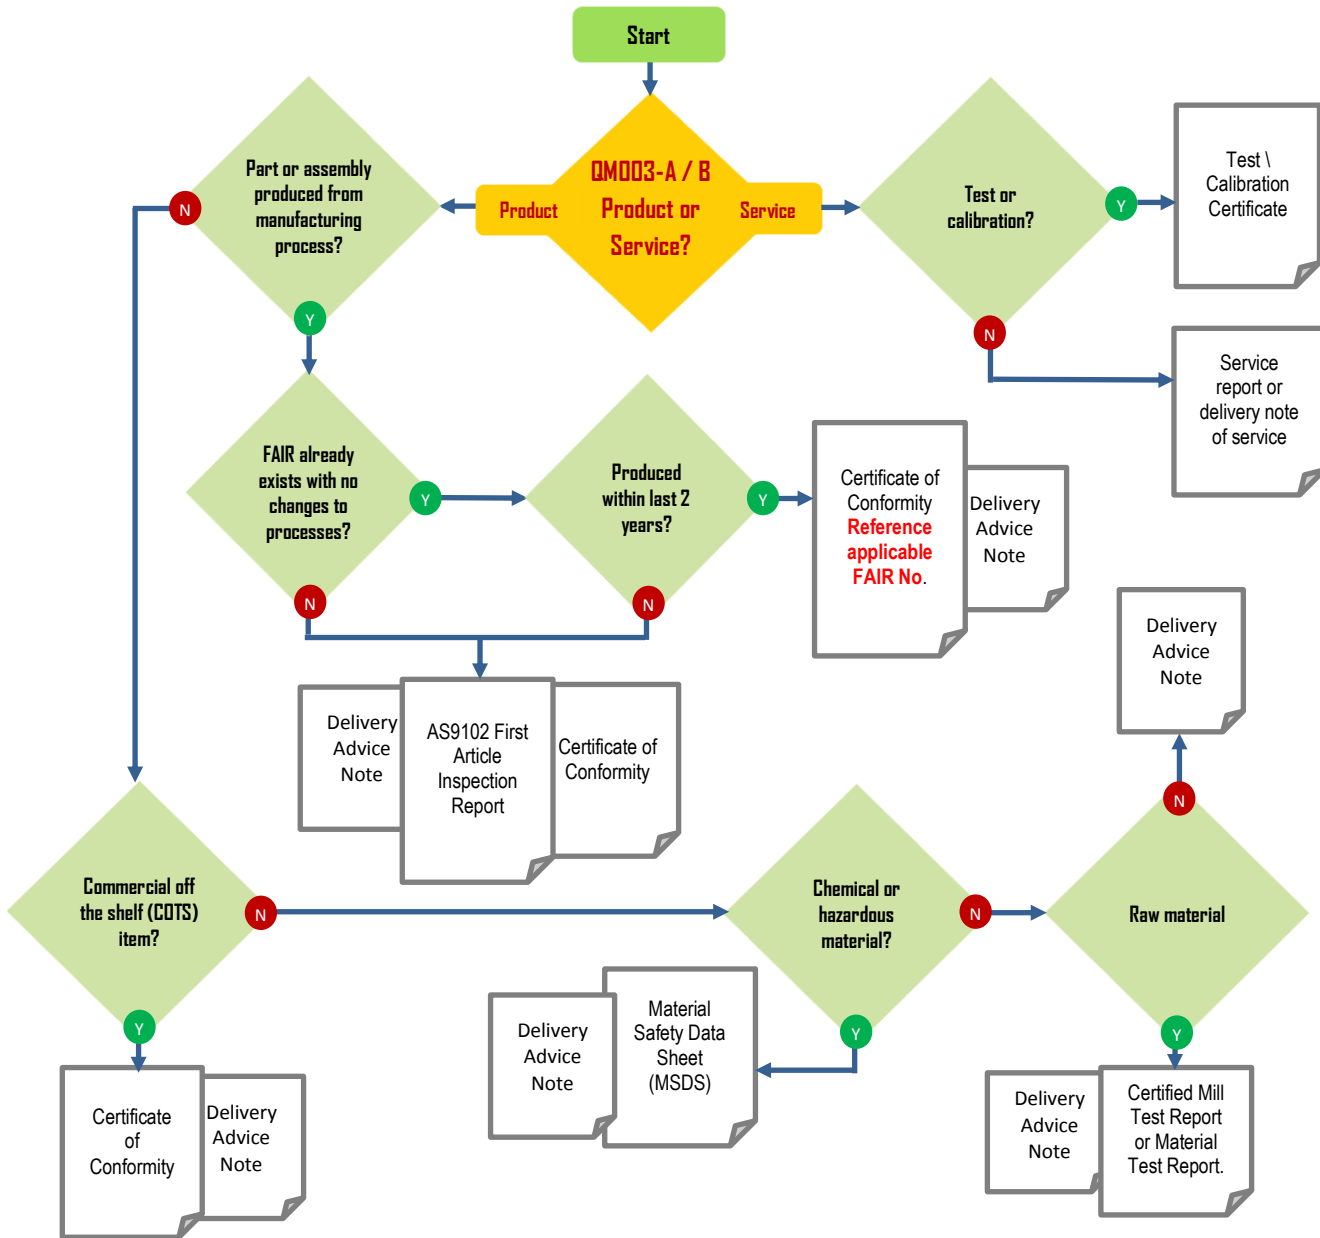 Start
Part or assembly
produced from
manufacturing
process?
N
Y
QM003-A / B
Product or
Service?
Product
Service
Test or
calibration?
Y
N
Test \
Calibration
Certificate
Service
report or
delivery note
of service
FAIR already
exists with no
changes to
processes?
Y
N
Produced
within last 2
years?
Y
N
Certificate of
Conformity
Reference
applicable
FAIR No.
Delivery
Advice
Note
Delivery
Advice
Note
AS9102 First
Article
Inspection
Report
Certificate of
Conformity
Delivery
Advice
Note
Commercial off
the shelf (COTS)
item?
N
Y
Chemical or
hazardous
material?
N
Y
N
Raw material
Y
Certificate
of
Conformity
Delivery
Advice
Note
Delivery
Advice
Note
Material
Safety Data
Sheet
(MSDS)
Delivery
Advice
Note
Certified Mill
Test Report
or Material
Test Report.